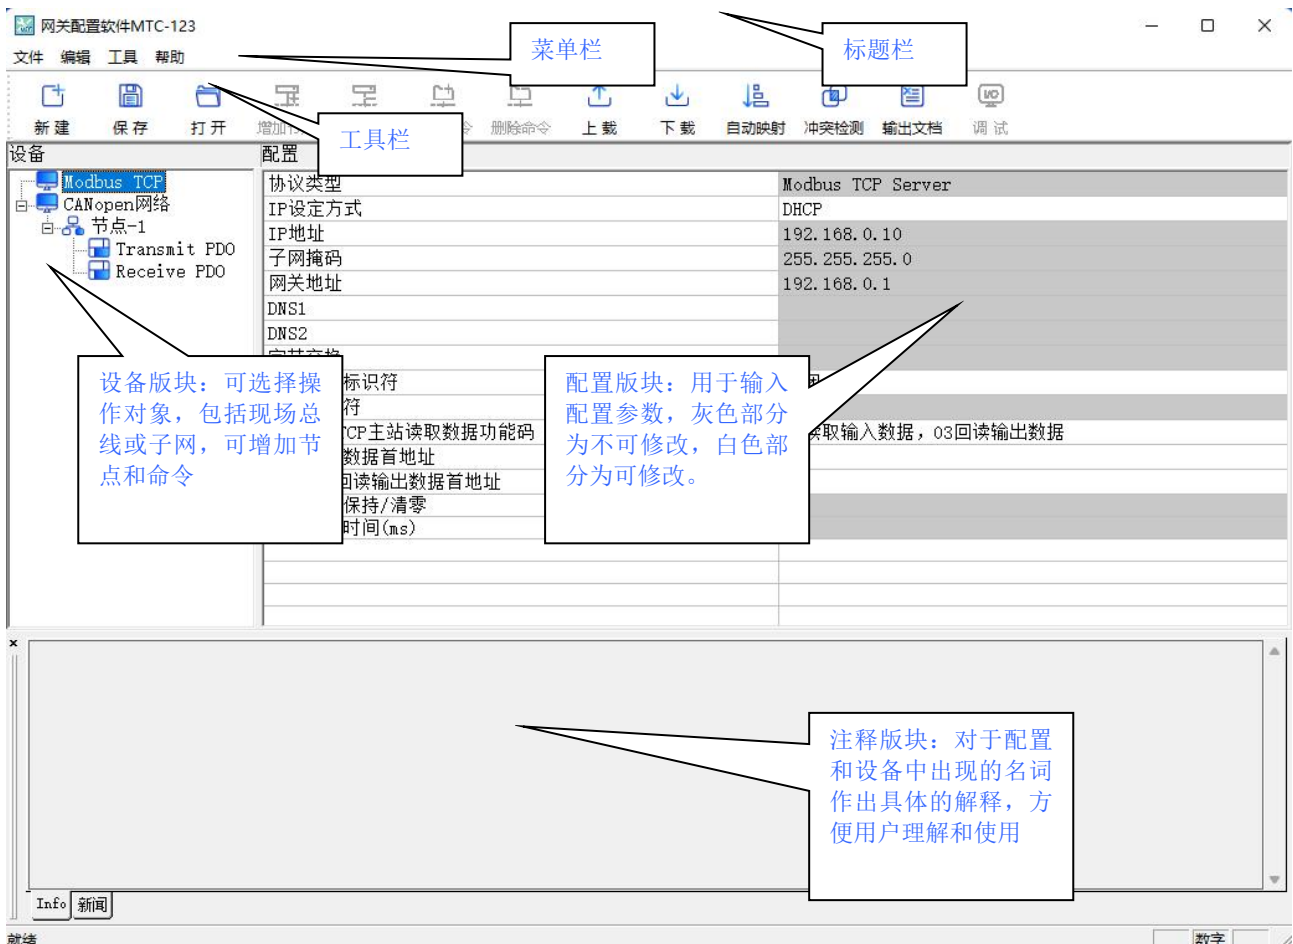 网关配置软件MTC-123
菜单栏
标题栏
文件 编辑 工具 帮助
新建 保存 打开 删除命令 上载 下载 自动映射 冲突检测 输出文档 调试
工具栏
设备
配置
Modbus TCP
CANopen网络
节点-1
Transmit PDO
Receive PDO
协议类型 Modbus TCP Server
IP设定方式 DHCP
IP地址 192.168.0.10
子网掩码 255.255.255.0
网关地址 192.168.0.1
DNS1
DNS2
标识符
符
TCP主站读取数据功能码 读取输入数据，03回读输出数据
数据首地址
回读输出数据首地址
保持/清零
时间(ms)
设备版块：可选择操
作对象，包括现场总
线或子网，可增加节
点和命令
配置版块：用于输入
配置参数，灰色部分
为不可修改，白色部
分为可修改。
注释版块：对于配置
和设备中出现的名词
作出具体的解释，方
便用户理解和使用
Info 新闻
就绪
数字